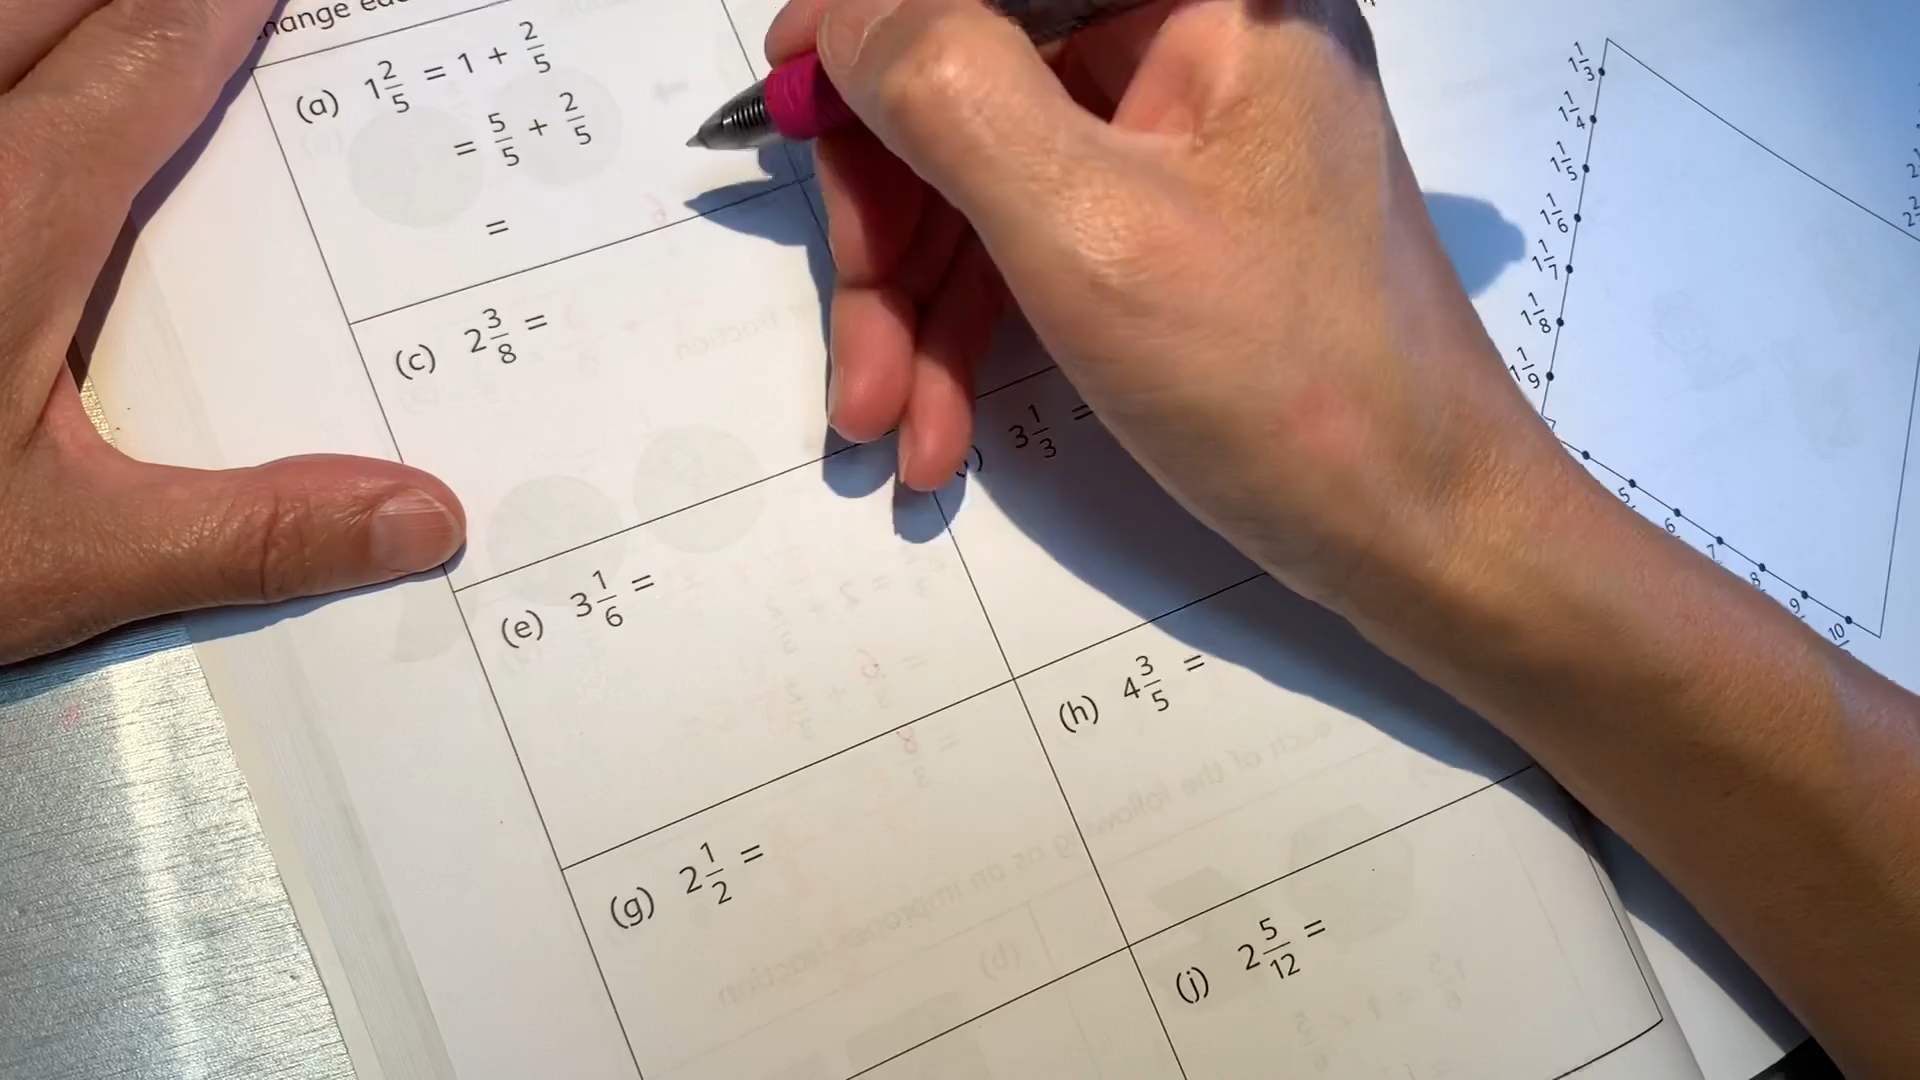 (a) 1 2/5 = 1 + 2/5
= 5/5 + 2/5
=
(c) 2 3/8 =
3 1/3 =
(e) 3 1/6 =
(h) 4 3/5 =
(g) 2 1/2 =
(j) 2 5/12 =
1 1/3
1 1/4
1 1/5
1 1/6
1 1/7
1 1/8
1 1/9
5
6
7
8
9
10